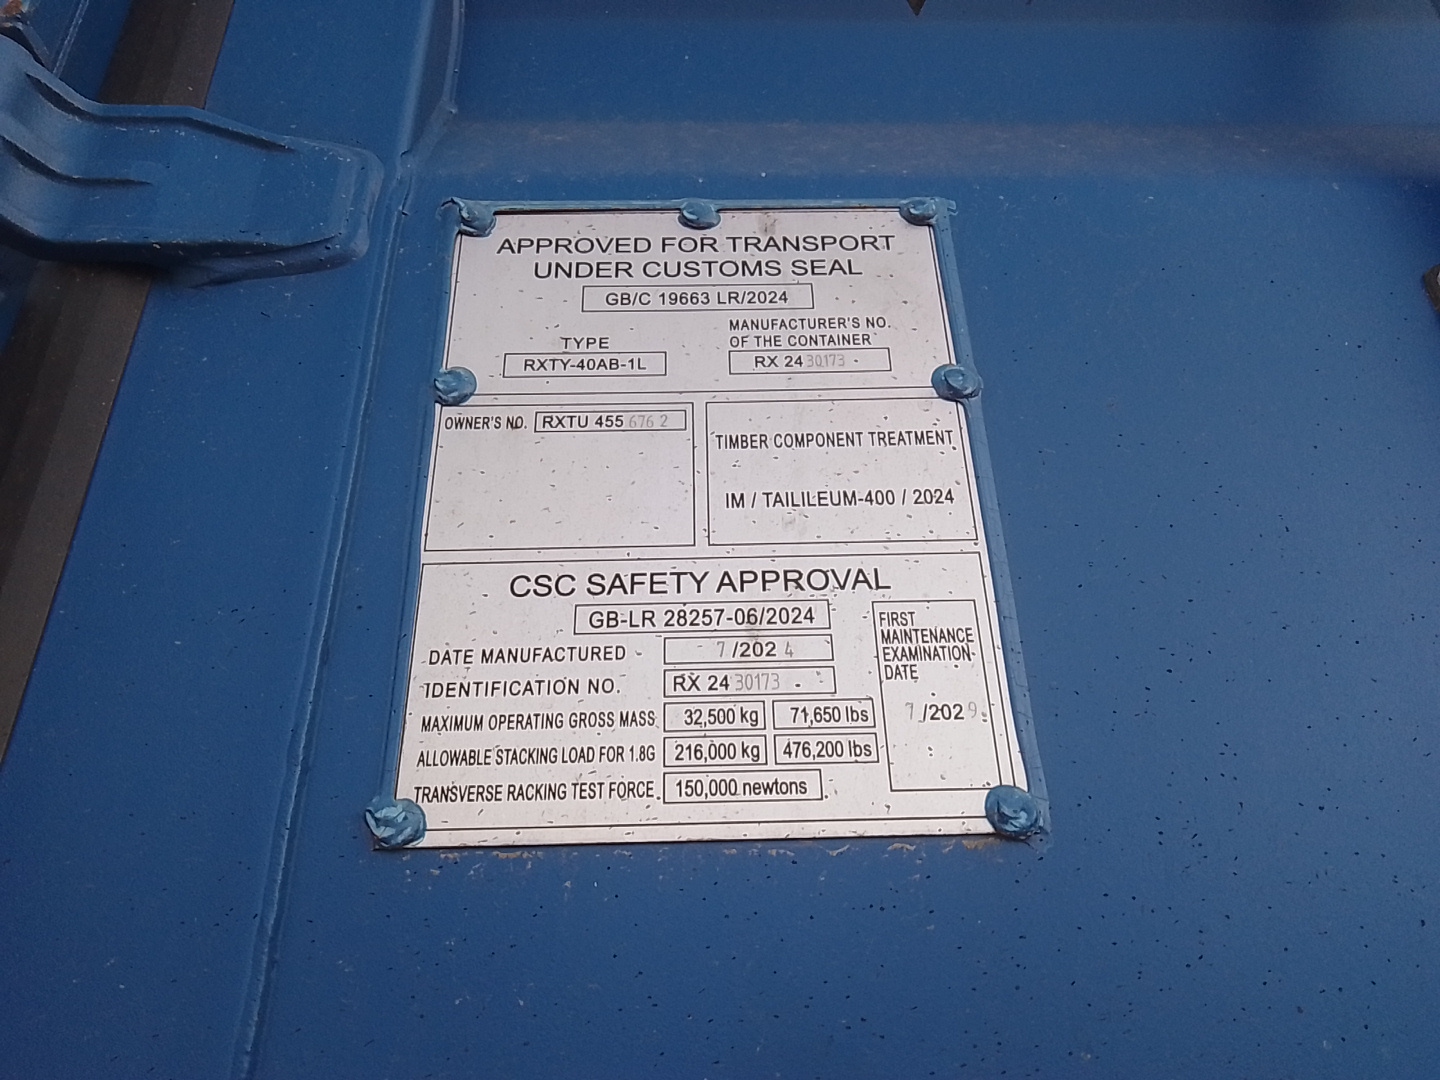 APPROVED FOR TRANSPORT
UNDER CUSTOMS SEAL
GB/C 19663 LR/2024
TYPE
RXTY-40AB-1L
MANUFACTURER'S NO.
OF THE CONTAINER
RX 24 30173
OWNER'S NO. RXTU 455 676 2
TIMBER COMPONENT TREATMENT
IM / TAILILEUM-400 / 2024
CSC SAFETY APPROVAL
GB-LR 28257-06/2024
DATE MANUFACTURED 7 /202 4
IDENTIFICATION NO. RX 24 30173
MAXIMUM OPERATING GROSS MASS 32,500 kg 71,650 lbs
ALLOWABLE STACKING LOAD FOR 1.8G 216,000 kg 476,200 lbs
TRANSVERSE RACKING TEST FORCE 150,000 newtons
FIRST
MAINTENANCE
EXAMINATION
DATE
7 /202 9